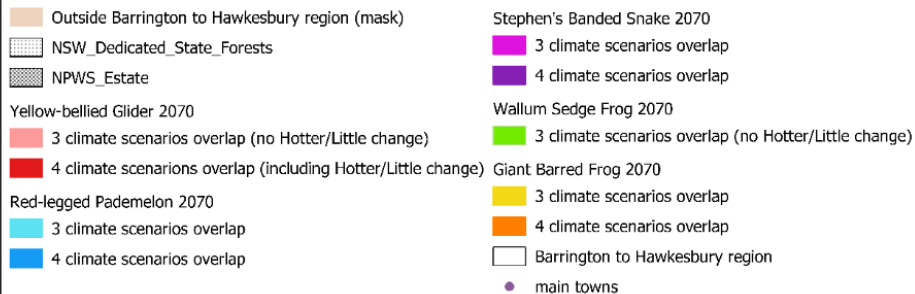 Outside Barrington to Hawkesbury region (mask)
NSW_Dedicated_State_Forests
NPWS_Estate
Yellow-bellied Glider 2070
3 climate scenarios overlap (no Hotter/Little change)
4 climate scenarions overlap (including Hotter/Little change)
Red-legged Pademelon 2070
3 climate scenarios overlap
4 climate scenarios overlap
Stephen's Banded Snake 2070
3 climate scenarios overlap
4 climate scenarios overlap
Wallum Sedge Frog 2070
3 climate scenarios overlap (no Hotter/Little change)
Giant Barred Frog 2070
3 climate scenarios overlap
4 climate scenarios overlap
Barrington to Hawkesbury region
main towns